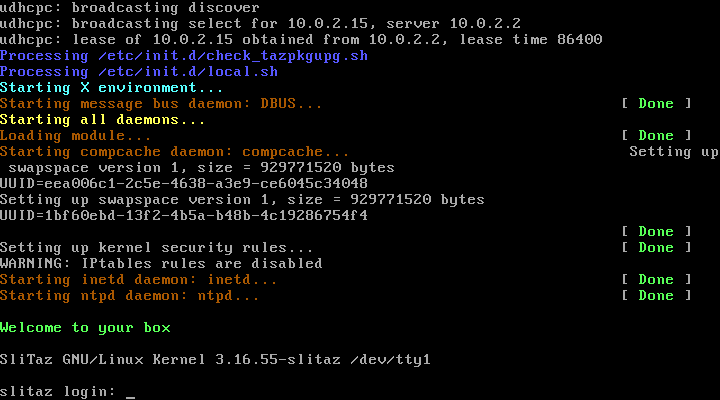 udhcpc: broadcasting discover
udhcpc: broadcasting select for 10.0.2.15, server 10.0.2.2
udhcpc: lease of 10.0.2.15 obtained from 10.0.2.2, lease time 86400
Processing /etc/init.d/check_tazpkgupg.sh
Processing /etc/init.d/local.sh
Starting X environment...
Starting message bus daemon: DBUS... [ Done ]
Starting all daemons...
Loading module... [ Done ]
Starting compcache daemon: compcache... Setting up
swapspace version 1, size = 929771520 bytes
UUID=eea006c1-2c5e-4638-a3e9-ce6045c34048
Setting up swapspace version 1, size = 929771520 bytes
UUID=1bf60ebd-13f2-4b5a-b48b-4c19286754f4
[ Done ]
Setting up kernel security rules... [ Done ]
WARNING: IPtables rules are disabled
Starting inetd daemon: inetd... [ Done ]
Starting ntpd daemon: ntpd... [ Done ]
Welcome to your box
SliTaz GNU/Linux Kernel 3.16.55-slitaz /dev/tty1
slitaz login: _